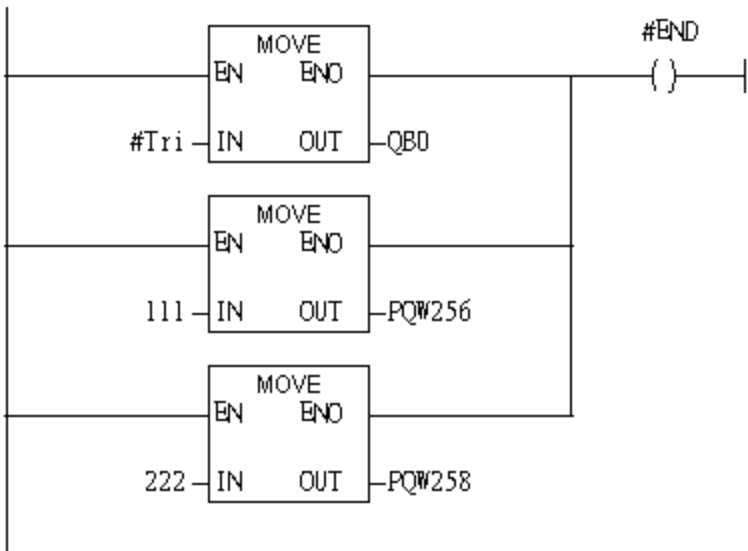 #END
MOVE
EN ENO
#Tri IN OUT QB0
MOVE
EN ENO
111 IN OUT PQW256
MOVE
EN ENO
222 IN OUT PQW258